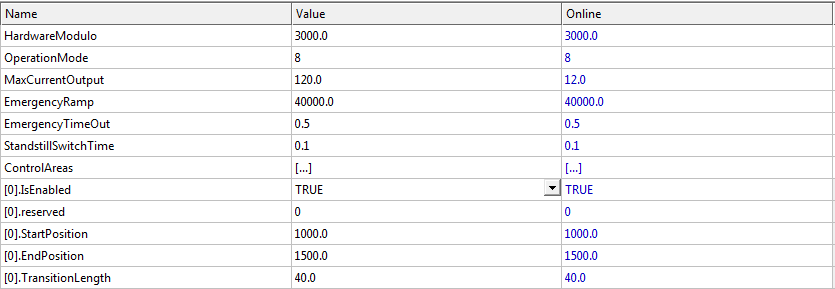 Name Value Online
HardwareModulo 3000.0 3000.0
OperationMode 8 8
MaxCurrentOutput 120.0 12.0
EmergencyRamp 40000.0 40000.0
EmergencyTimeOut 0.5 0.5
StandstillSwitchTime 0.1 0.1
ControlAreas [...] [...]
[0].IsEnabled TRUE TRUE
[0].reserved 0 0
[0].StartPosition 1000.0 1000.0
[0].EndPosition 1500.0 1500.0
[0].TransitionLength 40.0 40.0